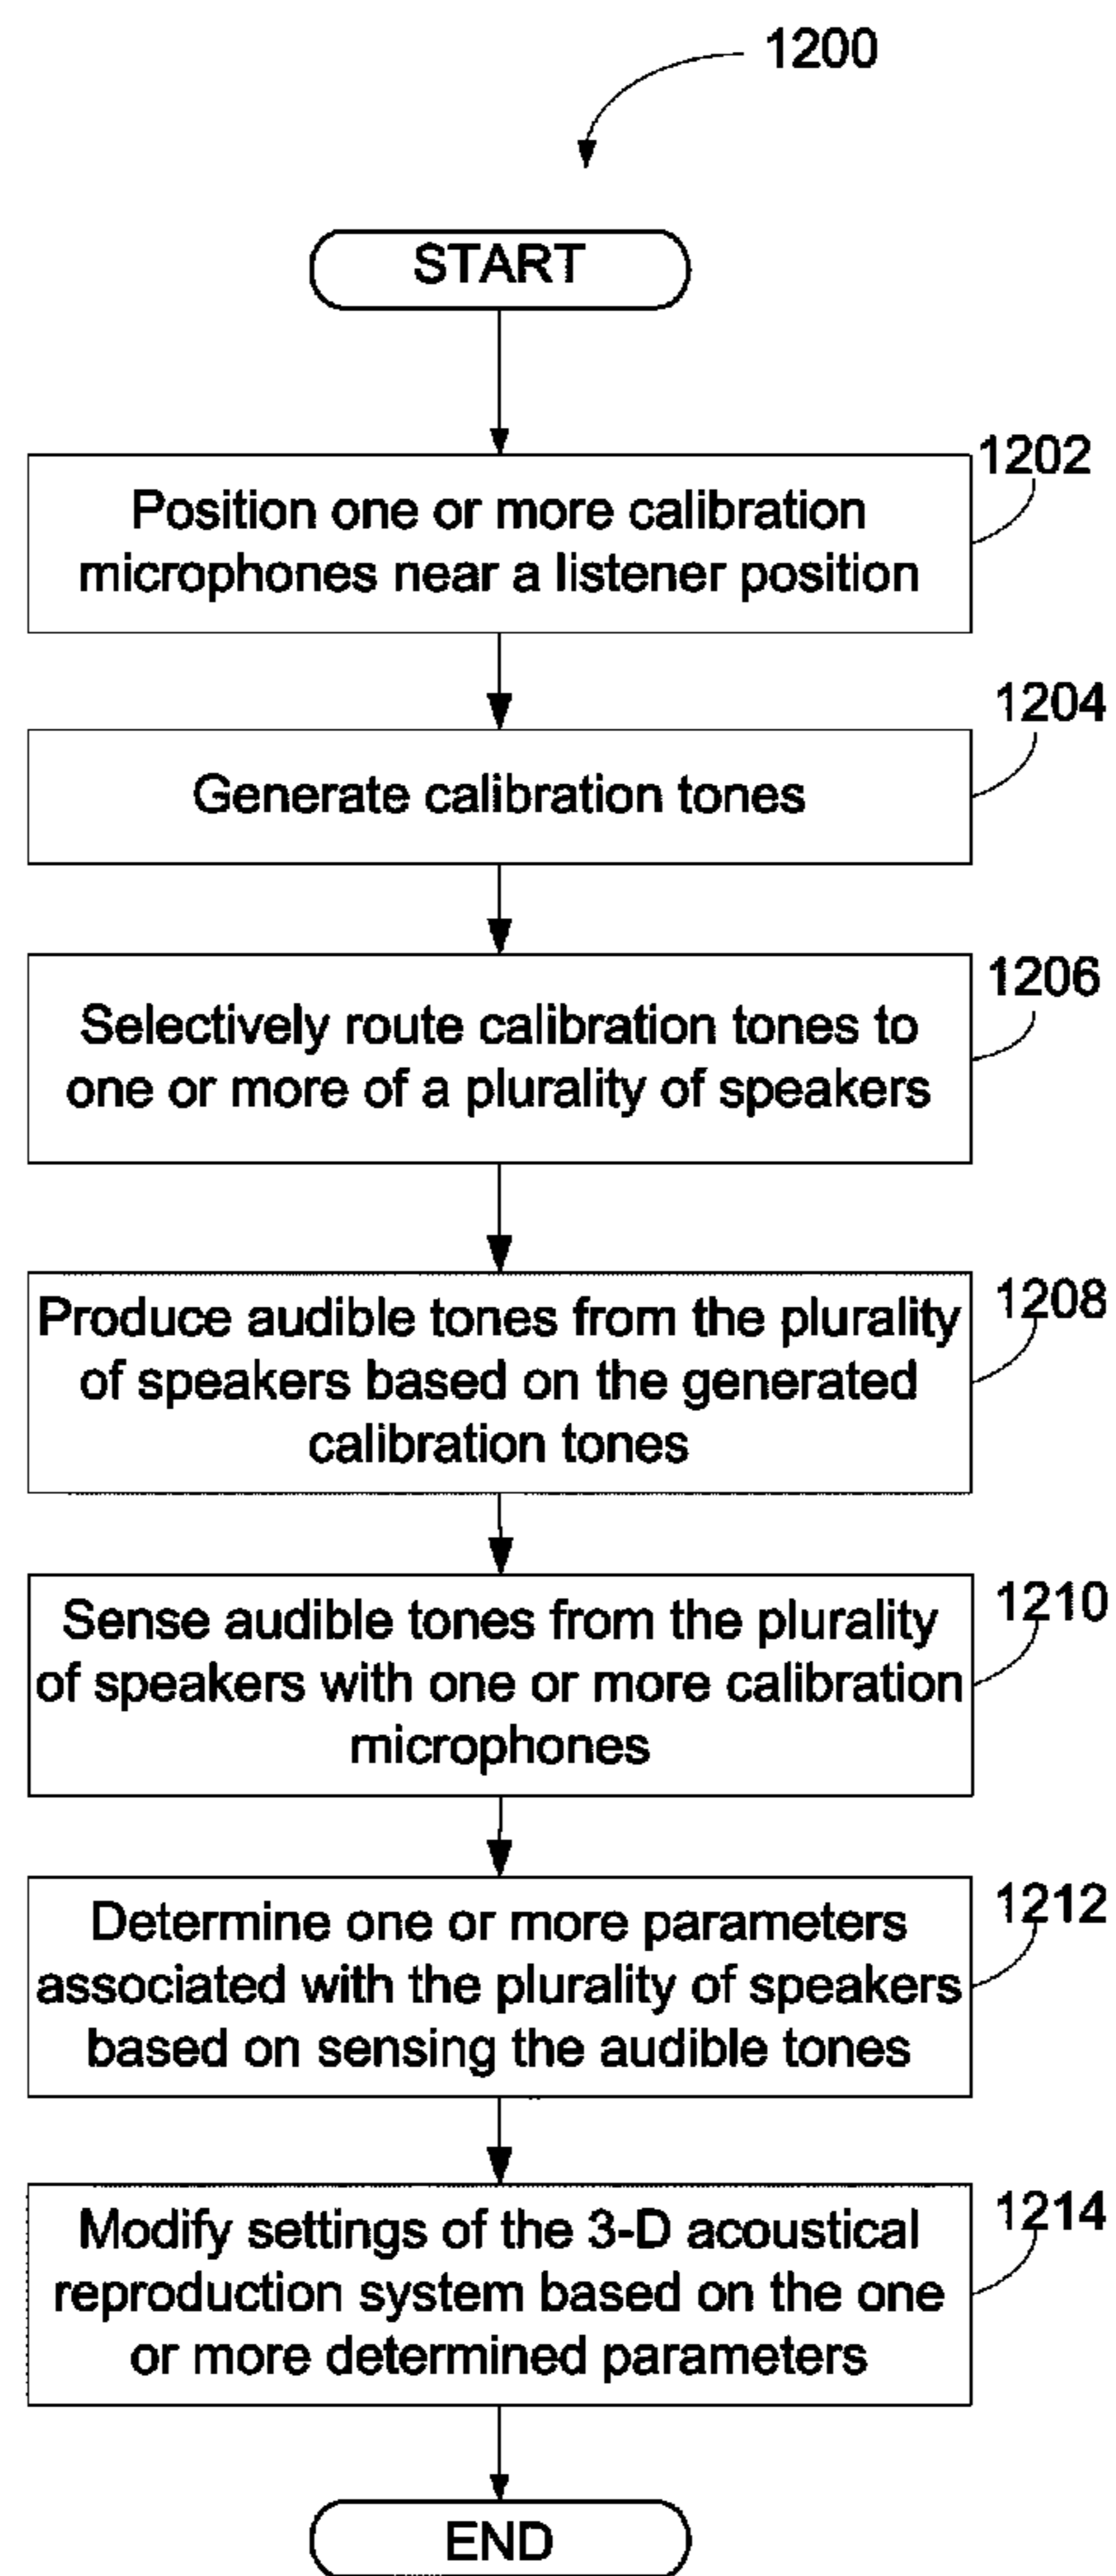 1200
START
1202
Position one or more calibration
microphones near a listener position
1204
Generate calibration tones
1206
Selectively route calibration tones to
one or more of a plurality of speakers
1208
Produce audible tones from the plurality
of speakers based on the generated
calibration tones
1210
Sense audible tones from the plurality
of speakers with one or more calibration
microphones
1212
Determine one or more parameters
associated with the plurality of speakers
based on sensing the audible tones
1214
Modify settings of the 3-D acoustical
reproduction system based on the one
or more determined parameters
END